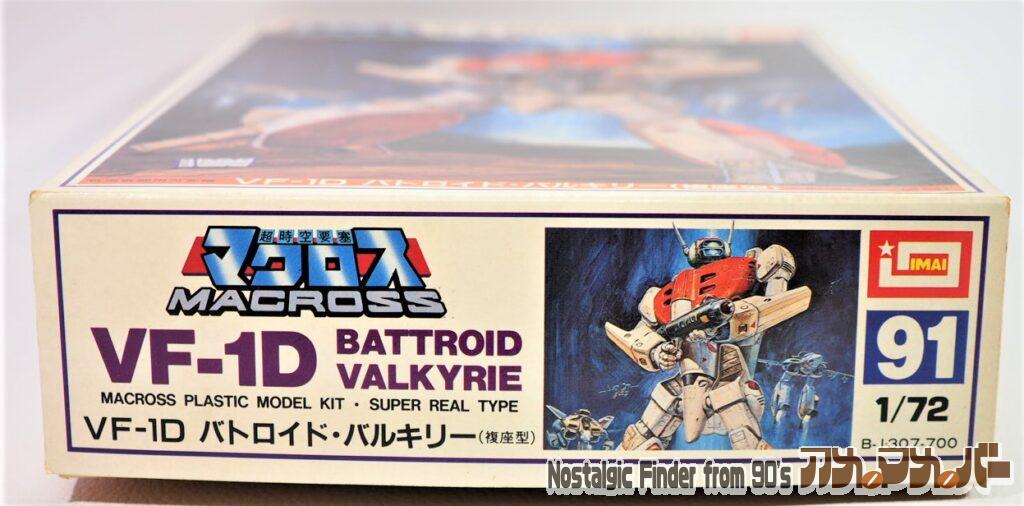 超時空要塞
マクロス
MACROSS
VF-1D BATTROID VALKYRIE
MACROSS PLASTIC MODEL KIT・SUPER REAL TYPE
VF-1D バトロイド・バルキリー(複座型)
IMAI
91
1/72
B-1307-700
Nostalgic Finder from 90's